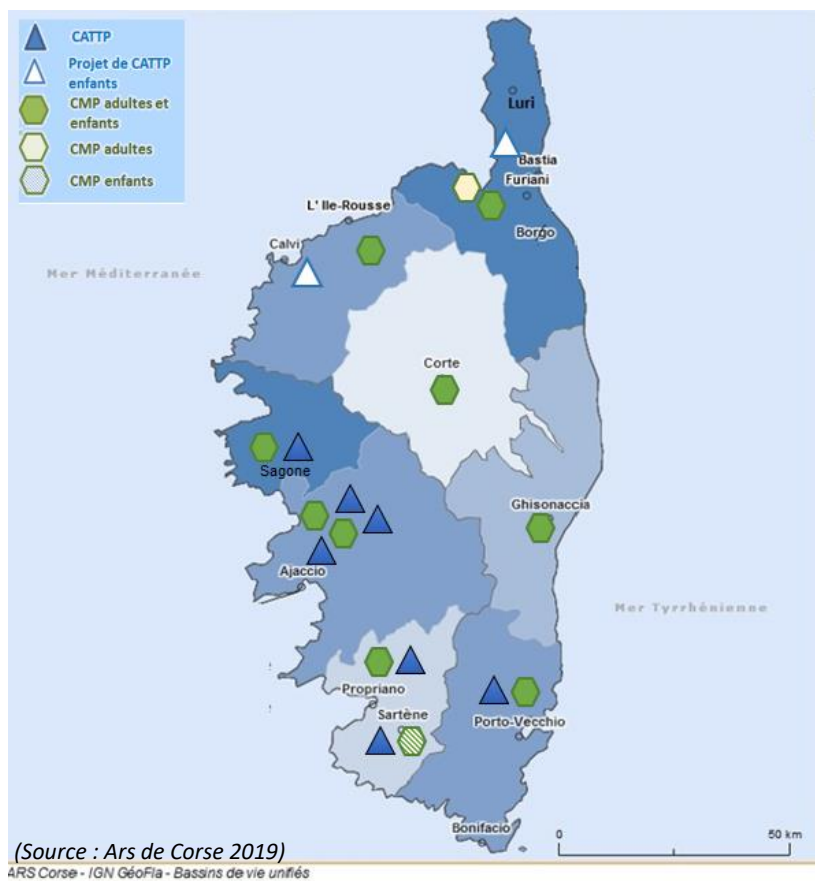 CATTP
Projet de CATTP
enfants
CMP adultes et
enfants
CMP adultes
CMP enfants
Luri
Bastia
Furiani
L' Ile-Rousse
Borgo
Calvi
Mer Méditerranée
Corte
Sagone
Ghisonaccia
Ajaccio
Mer Tyrrhénienne
Propriano
Sartène
Porto-Vecchio
Bonifacio
0 50 km
(Source : Ars de Corse 2019)
ARS Corse - IGN GéoFla - Bassins de vie unifiés